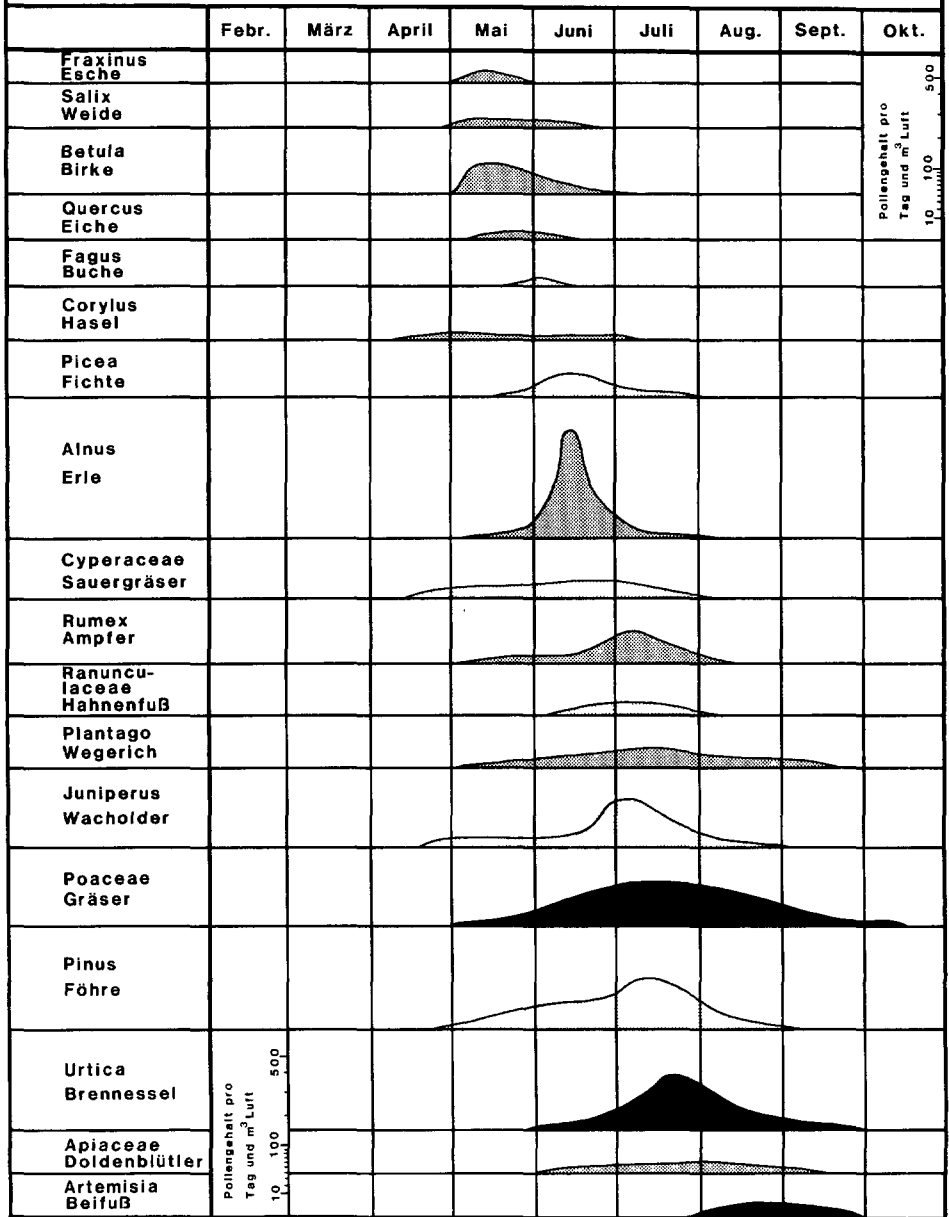 Febr. März April Mai Juni Juli Aug. Sept. Okt.
Fraxinus
Esche
Salix
Weide
Betula
Birke
Quercus
Eiche
Fagus
Buche
Corylus
Hasel
Picea
Fichte
Alnus
Erle
Cyperaceae
Sauergräser
Rumex
Ampfer
Ranuncu-
laceae
Hahnenfuß
Plantago
Wegerich
Juniperus
Wacholder
Poaceae
Gräser
Pinus
Föhre
Urtica
Brennessel
Apiaceae
Doldenblütler
Artemisia
Beifuß
Pollengehalt pro
Tag und m³ Luft
10 100 500
Pollengehalt pro
Tag und m³ Luft
10 100 500